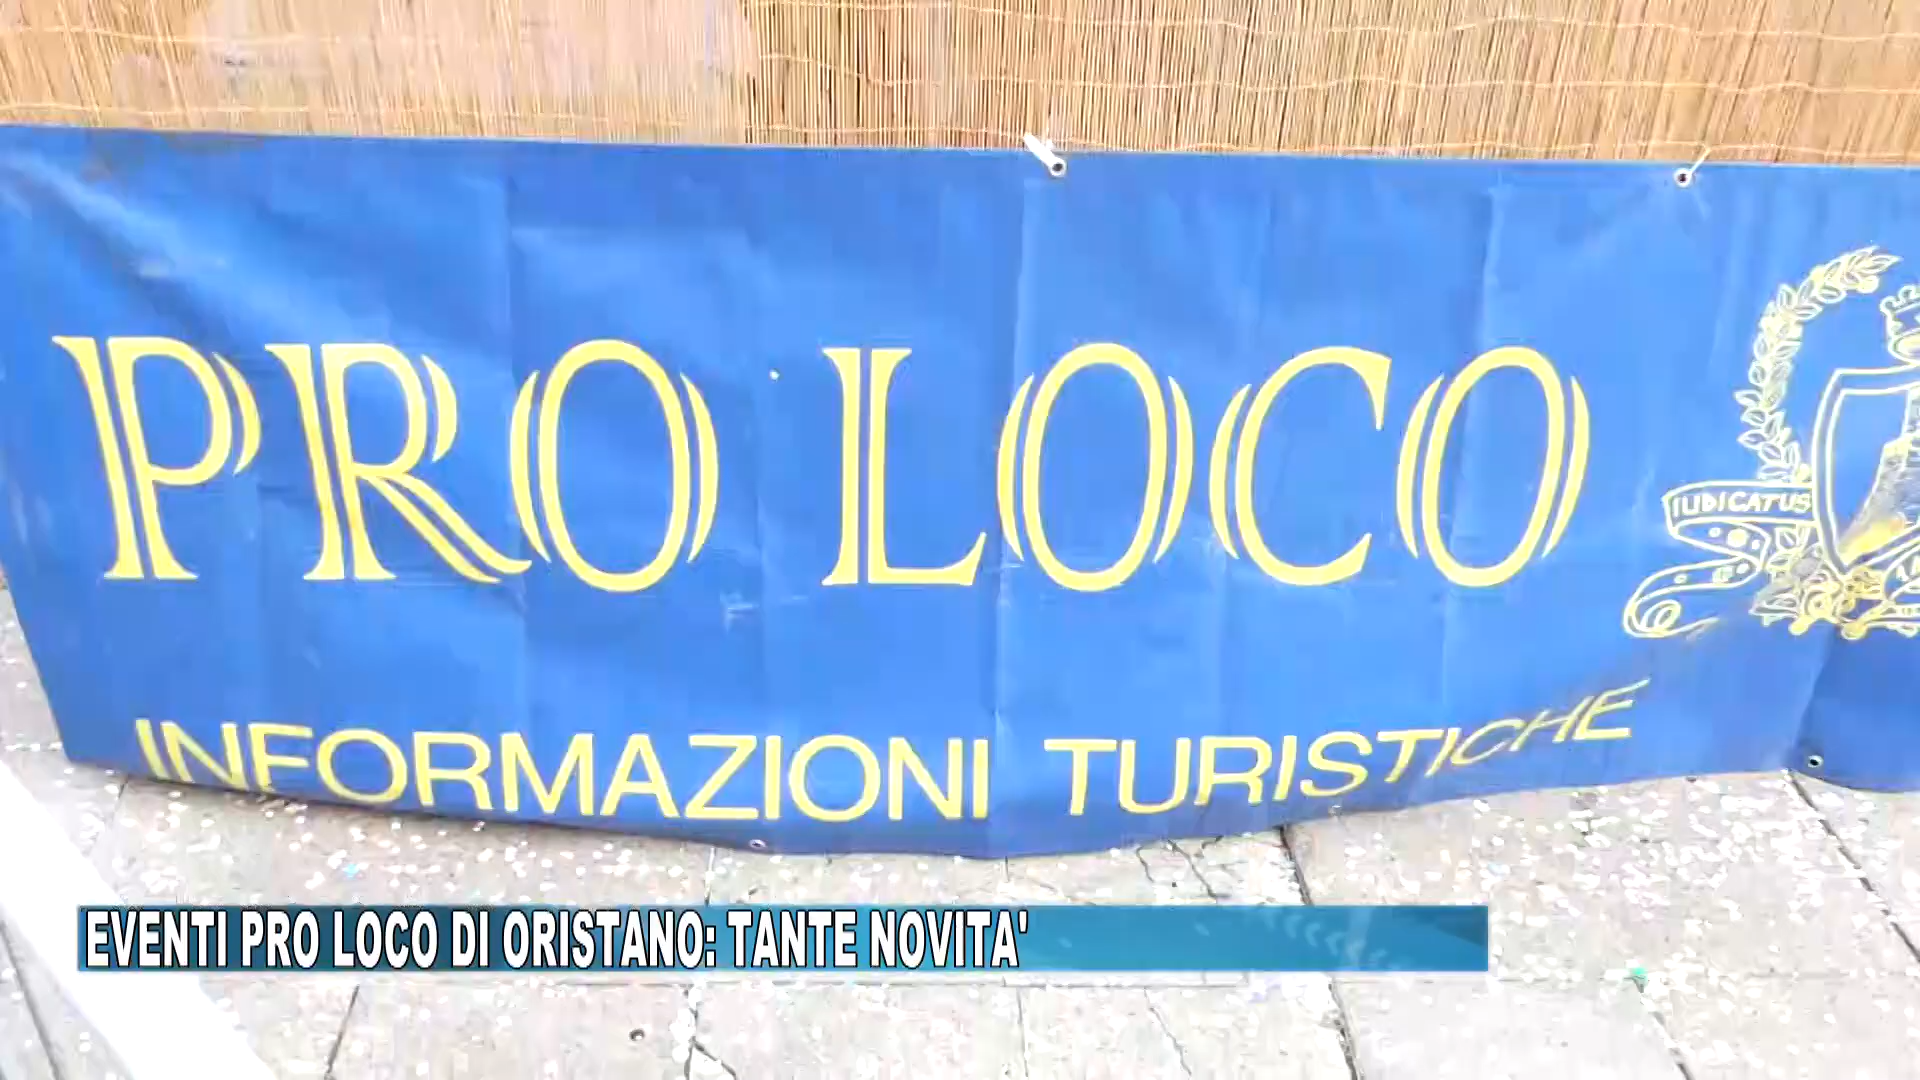 PRO LOCO
IUDICATUS
INFORMAZIONI TURISTICHE
EVENTI PRO LOCO DI ORISTANO: TANTE NOVITA'